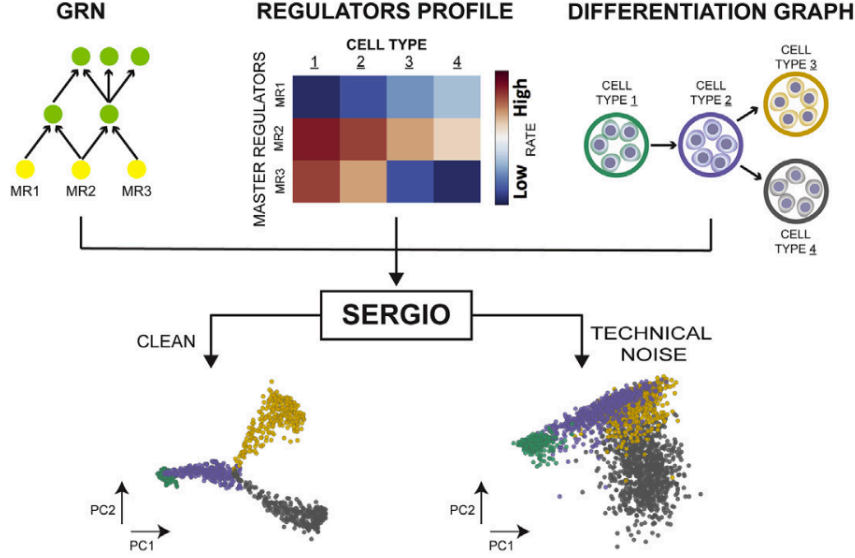 GRN
MR1 MR2 MR3
REGULATORS PROFILE
CELL TYPE
1 2 3 4
MASTER REGULATORS
MR1
MR2
MR3
High
RATE
Low
DIFFERENTIATION GRAPH
CELL
TYPE 1
CELL
TYPE 2
CELL
TYPE 3
CELL
TYPE 4
SERGIO
CLEAN
TECHNICAL
NOISE
PC2
PC1
PC2
PC1